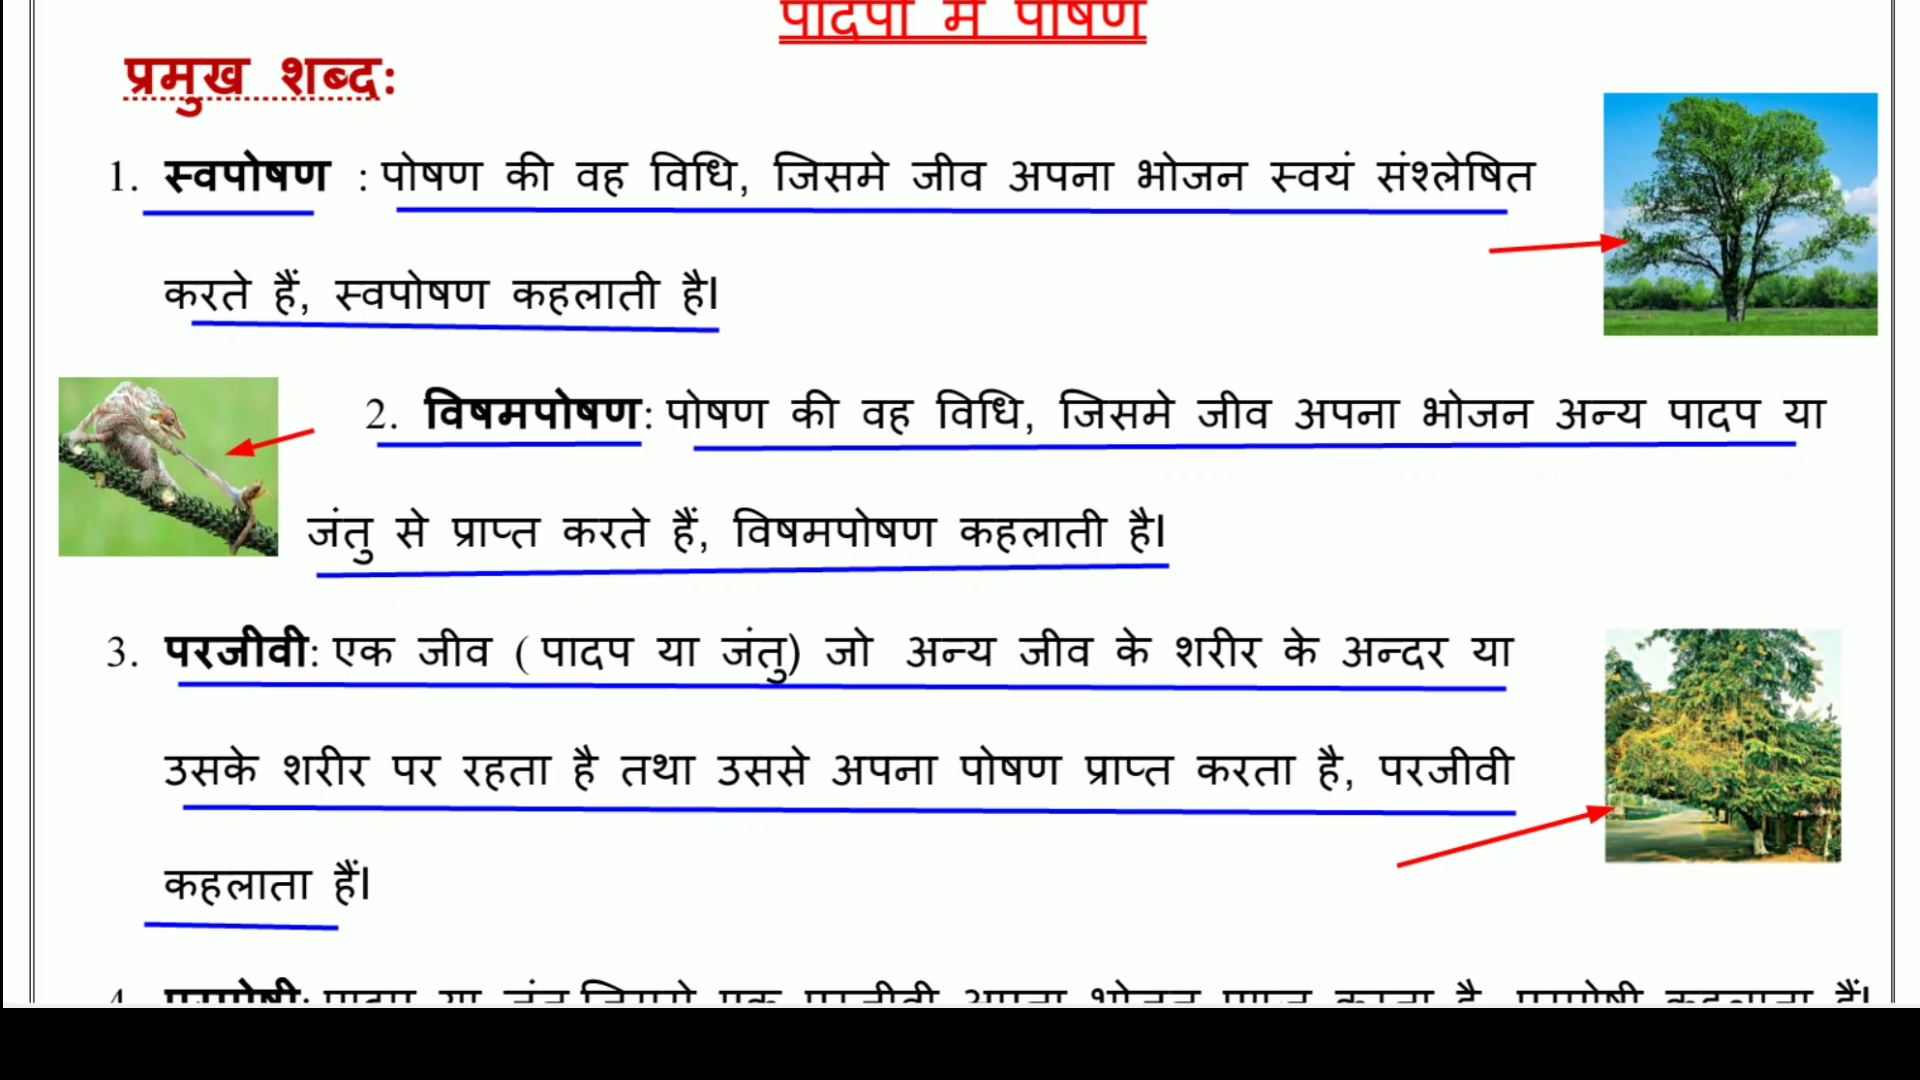 पादपों में पोषण
प्रमुख शब्द:
1. स्वपोषण : पोषण की वह विधि, जिसमे जीव अपना भोजन स्वयं संश्लेषित
करते हैं, स्वपोषण कहलाती है।
2. विषमपोषण: पोषण की वह विधि, जिसमे जीव अपना भोजन अन्य पादप या
जंतु से प्राप्त करते हैं, विषमपोषण कहलाती है।
3. परजीवी: एक जीव ( पादप या जंतु) जो अन्य जीव के शरीर के अन्दर या
उसके शरीर पर रहता है तथा उससे अपना पोषण प्राप्त करता है, परजीवी
कहलाता हैं।